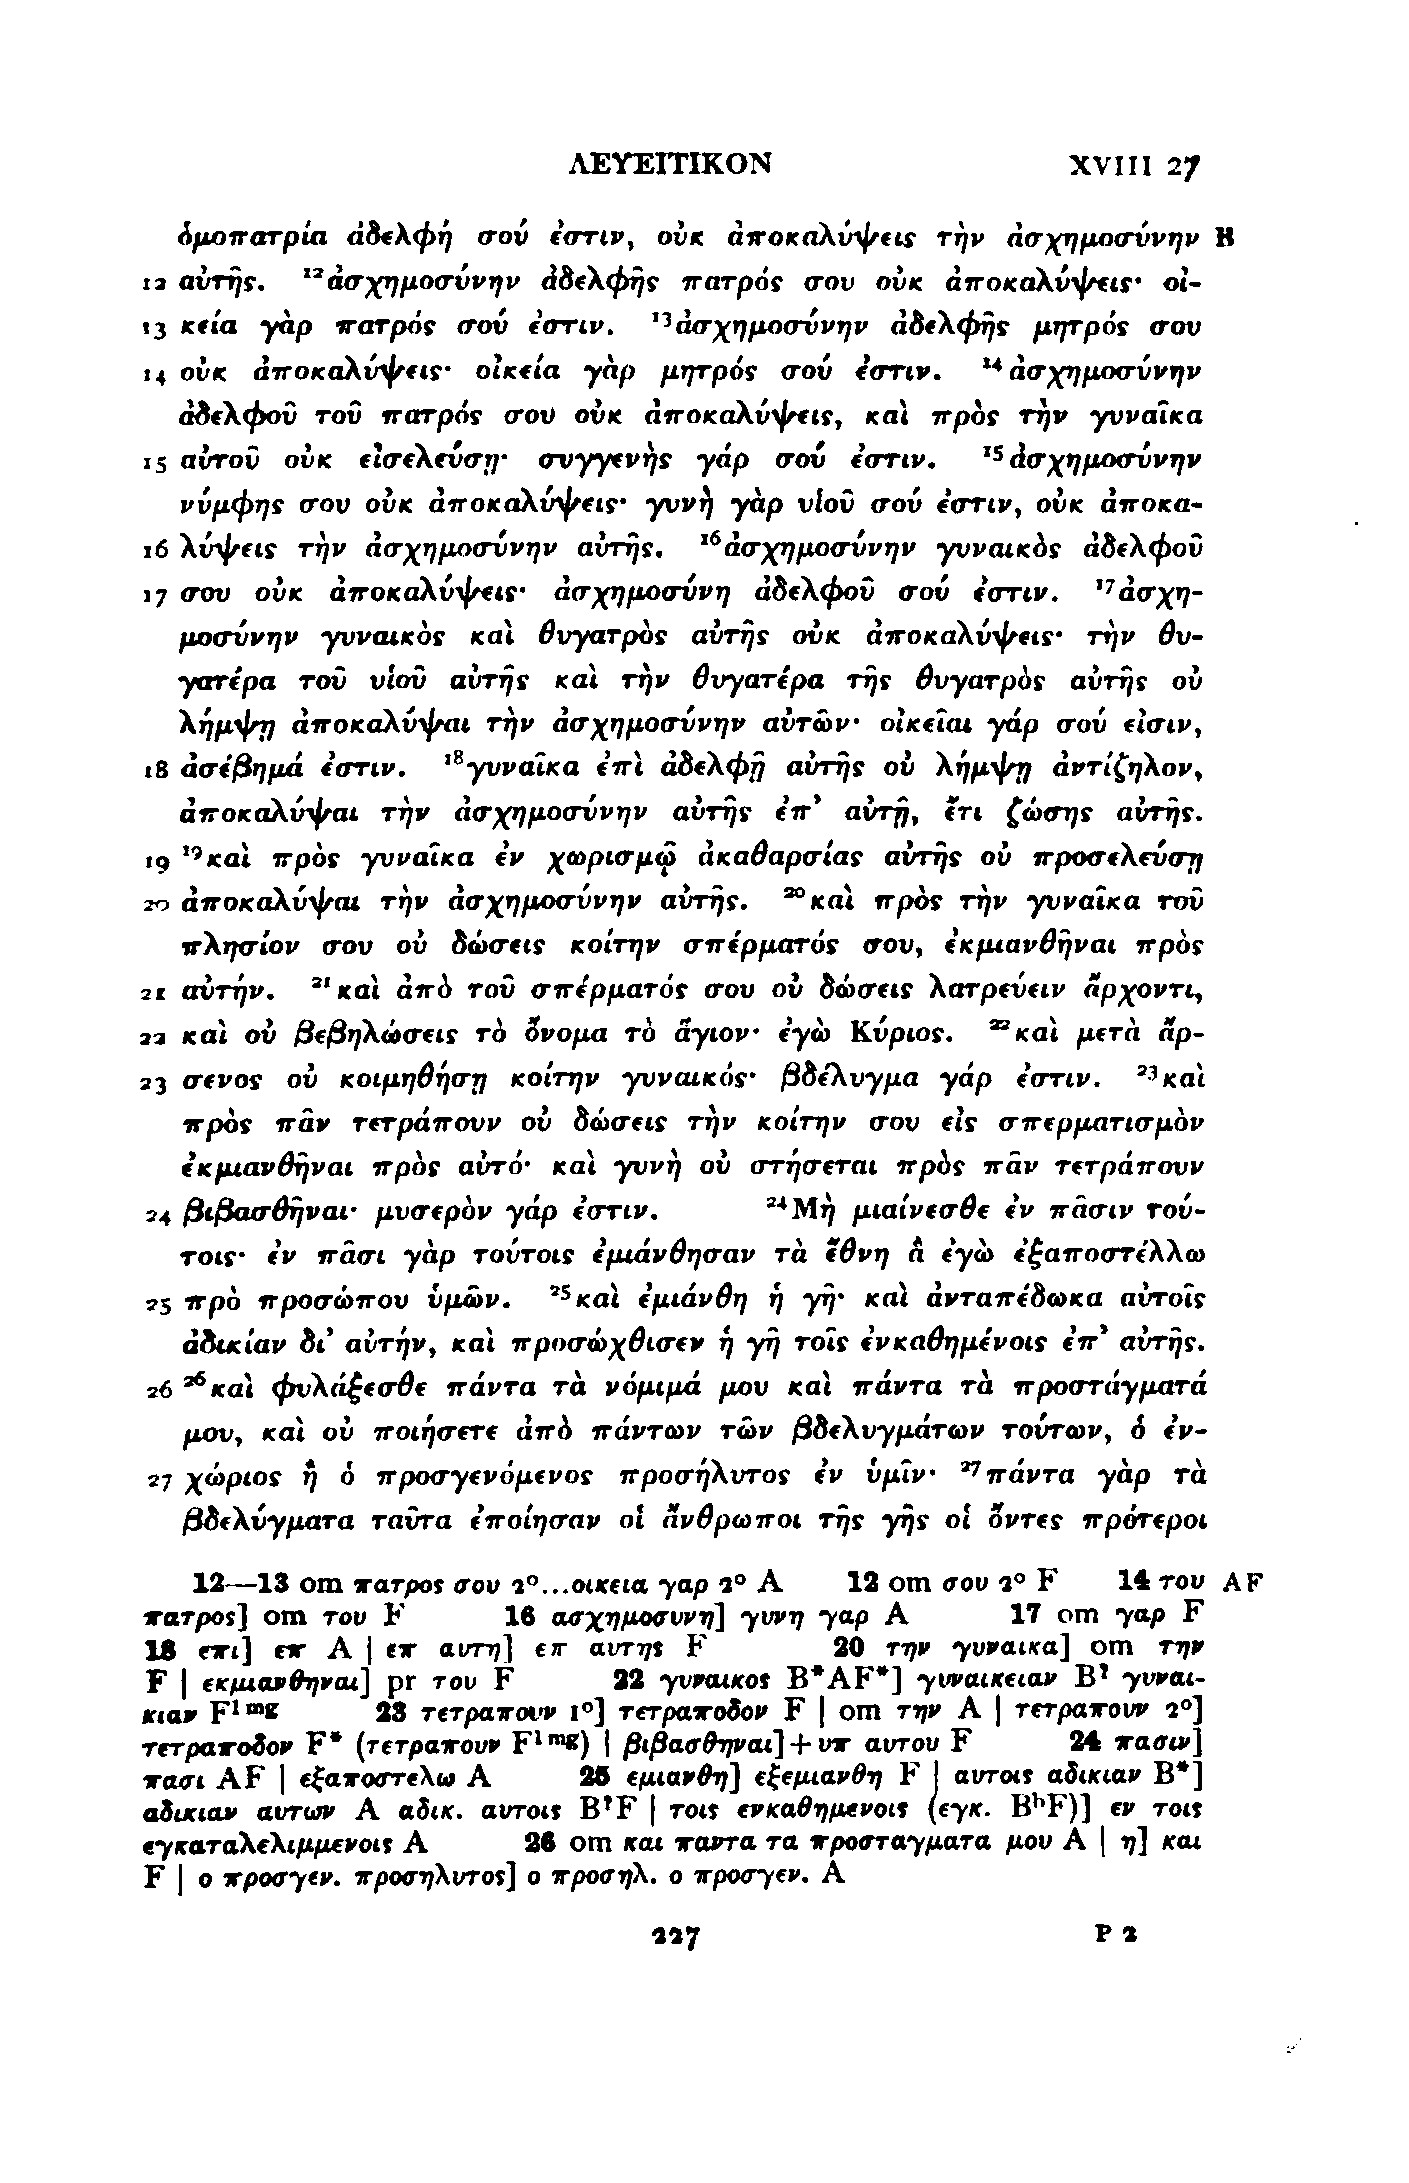 ΛΕΥΕΙΤΙΚΟΝ XVIII 27
ὁμοπατρία ἀδελφή σού ἐστιν, οὐκ ἀποκαλύψεις τὴν ἀσχημοσύνην B
12 αὐτῆς. ¹²ἀσχημοσύνην ἀδελφῆς πατρός σου οὐκ ἀποκαλύψεις· οἰ-
13 κεία γὰρ πατρός σού ἐστιν. ¹³ἀσχημοσύνην ἀδελφῆς μητρός σου
14 οὐκ ἀποκαλύψεις· οἰκεία γὰρ μητρός σού ἐστιν. ¹⁴ἀσχημοσύνην
ἀδελφοῦ τοῦ πατρός σου οὐκ ἀποκαλύψεις, καὶ πρὸς τὴν γυναῖκα
15 αὐτοῦ οὐκ εἰσελεύσῃ· συγγενὴς γάρ σού ἐστιν. ¹⁵ἀσχημοσύνην
νύμφης σου οὐκ ἀποκαλύψεις· γυνὴ γὰρ υἱοῦ σού ἐστιν, οὐκ ἀποκα-
16 λύψεις τὴν ἀσχημοσύνην αὐτῆς. ¹⁶ἀσχημοσύνην γυναικὸς ἀδελφοῦ
17 σου οὐκ ἀποκαλύψεις· ἀσχημοσύνη ἀδελφοῦ σού ἐστιν. ¹⁷ἀσχη-
μοσύνην γυναικὸς καὶ θυγατρὸς αὐτῆς οὐκ ἀποκαλύψεις· τὴν θυ-
γατέρα τοῦ υἱοῦ αὐτῆς καὶ τὴν θυγατέρα τῆς θυγατρὸς αὐτῆς οὐ
λήμψῃ ἀποκαλύψαι τὴν ἀσχημοσύνην αὐτῶν· οἰκεῖαι γάρ σού εἰσιν,
18 ἀσέβημά ἐστιν. ¹⁸γυναῖκα ἐπὶ ἀδελφῇ αὐτῆς οὐ λήμψῃ ἀντίζηλον,
ἀποκαλύψαι τὴν ἀσχημοσύνην αὐτῆς ἐπ’ αὐτῇ, ἔτι ζώσης αὐτῆς.
19 ¹⁹καὶ πρὸς γυναῖκα ἐν χωρισμῷ ἀκαθαρσίας αὐτῆς οὐ προσελεύσῃ
20 ἀποκαλύψαι τὴν ἀσχημοσύνην αὐτῆς. ²⁰καὶ πρὸς τὴν γυναῖκα τοῦ
πλησίον σου οὐ δώσεις κοίτην σπέρματός σου, ἐκμιανθῆναι πρὸς
21 αὐτήν. ²¹καὶ ἀπὸ τοῦ σπέρματός σου οὐ δώσεις λατρεύειν ἄρχοντι,
22 καὶ οὐ βεβηλώσεις τὸ ὄνομα τὸ ἅγιον· ἐγὼ Κύριος. ²²καὶ μετὰ ἄρ-
23 σενος οὐ κοιμηθήσῃ κοίτην γυναικός· βδέλυγμα γάρ ἐστιν. ²³καὶ
πρὸς πᾶν τετράπουν οὐ δώσεις τὴν κοίτην σου εἰς σπερματισμὸν
ἐκμιανθῆναι πρὸς αὐτό· καὶ γυνὴ οὐ στήσεται πρὸς πᾶν τετράπουν
24 βιβασθῆναι· μυσερὸν γάρ ἐστιν. ²⁴Μὴ μιαίνεσθε ἐν πᾶσιν τού-
τοις· ἐν πᾶσι γὰρ τούτοις ἐμιάνθησαν τὰ ἔθνη ἃ ἐγὼ ἐξαποστέλλω
25 πρὸ προσώπου ὑμῶν. ²⁵καὶ ἐμιάνθη ἡ γῆ· καὶ ἀνταπέδωκα αὐτοῖς
ἀδικίαν δι’ αὐτήν, καὶ προσώχθισεν ἡ γῆ τοῖς ἐνκαθημένοις ἐπ’ αὐτῆς.
26 ²⁶καὶ φυλάξεσθε πάντα τὰ νόμιμά μου καὶ πάντα τὰ προστάγματά
μου, καὶ οὐ ποιήσετε ἀπὸ πάντων τῶν βδελυγμάτων τούτων, ὁ ἐν-
27 χώριος ἢ ὁ προσγενόμενος προσήλυτος ἐν ὑμῖν· ²⁷πάντα γὰρ τὰ
βδελύγματα ταῦτα ἐποίησαν οἱ ἄνθρωποι τῆς γῆς οἱ ὄντες πρότεροι
12—13 om πατρος σου 2°...οικεια γαρ 2° A 12 om σου 2° F 14 του AF
πατρος] om του F 16 ασχημοσυνη] γυνη γαρ A 17 om γαρ F
18 επι] επ A | επ αυτη] επ αυτης F 20 την γυναικα] om την
F | εκμιανθηναι] pr του F 22 γυναικος B*AF*] γυναικειαν B? γυναι-
κιαν F¹ᵐᵍ 23 τετραπουν 1°] τετραποδον F | om την A | τετραπουν 2°]
τετραποδον F* (τετραπουν F¹ᵐᵍ) | βιβασθηναι]+υπ αυτου F 24 πασιν]
πασι AF | εξαποστελω A 25 εμιανθη] εξεμιανθη F | αυτοις αδικιαν B*]
αδικιαν αυτων A αδικ. αυτοις B?F | τοις ενκαθημενοις (εγκ. BʰF)] εν τοις
εγκαταλελιμμενοις A 26 om και παντα τα προσταγματα μου A | η] και
F | ο προσγεν. προσηλυτος] ο προσηλ. ο προσγεν. A
227 P 2